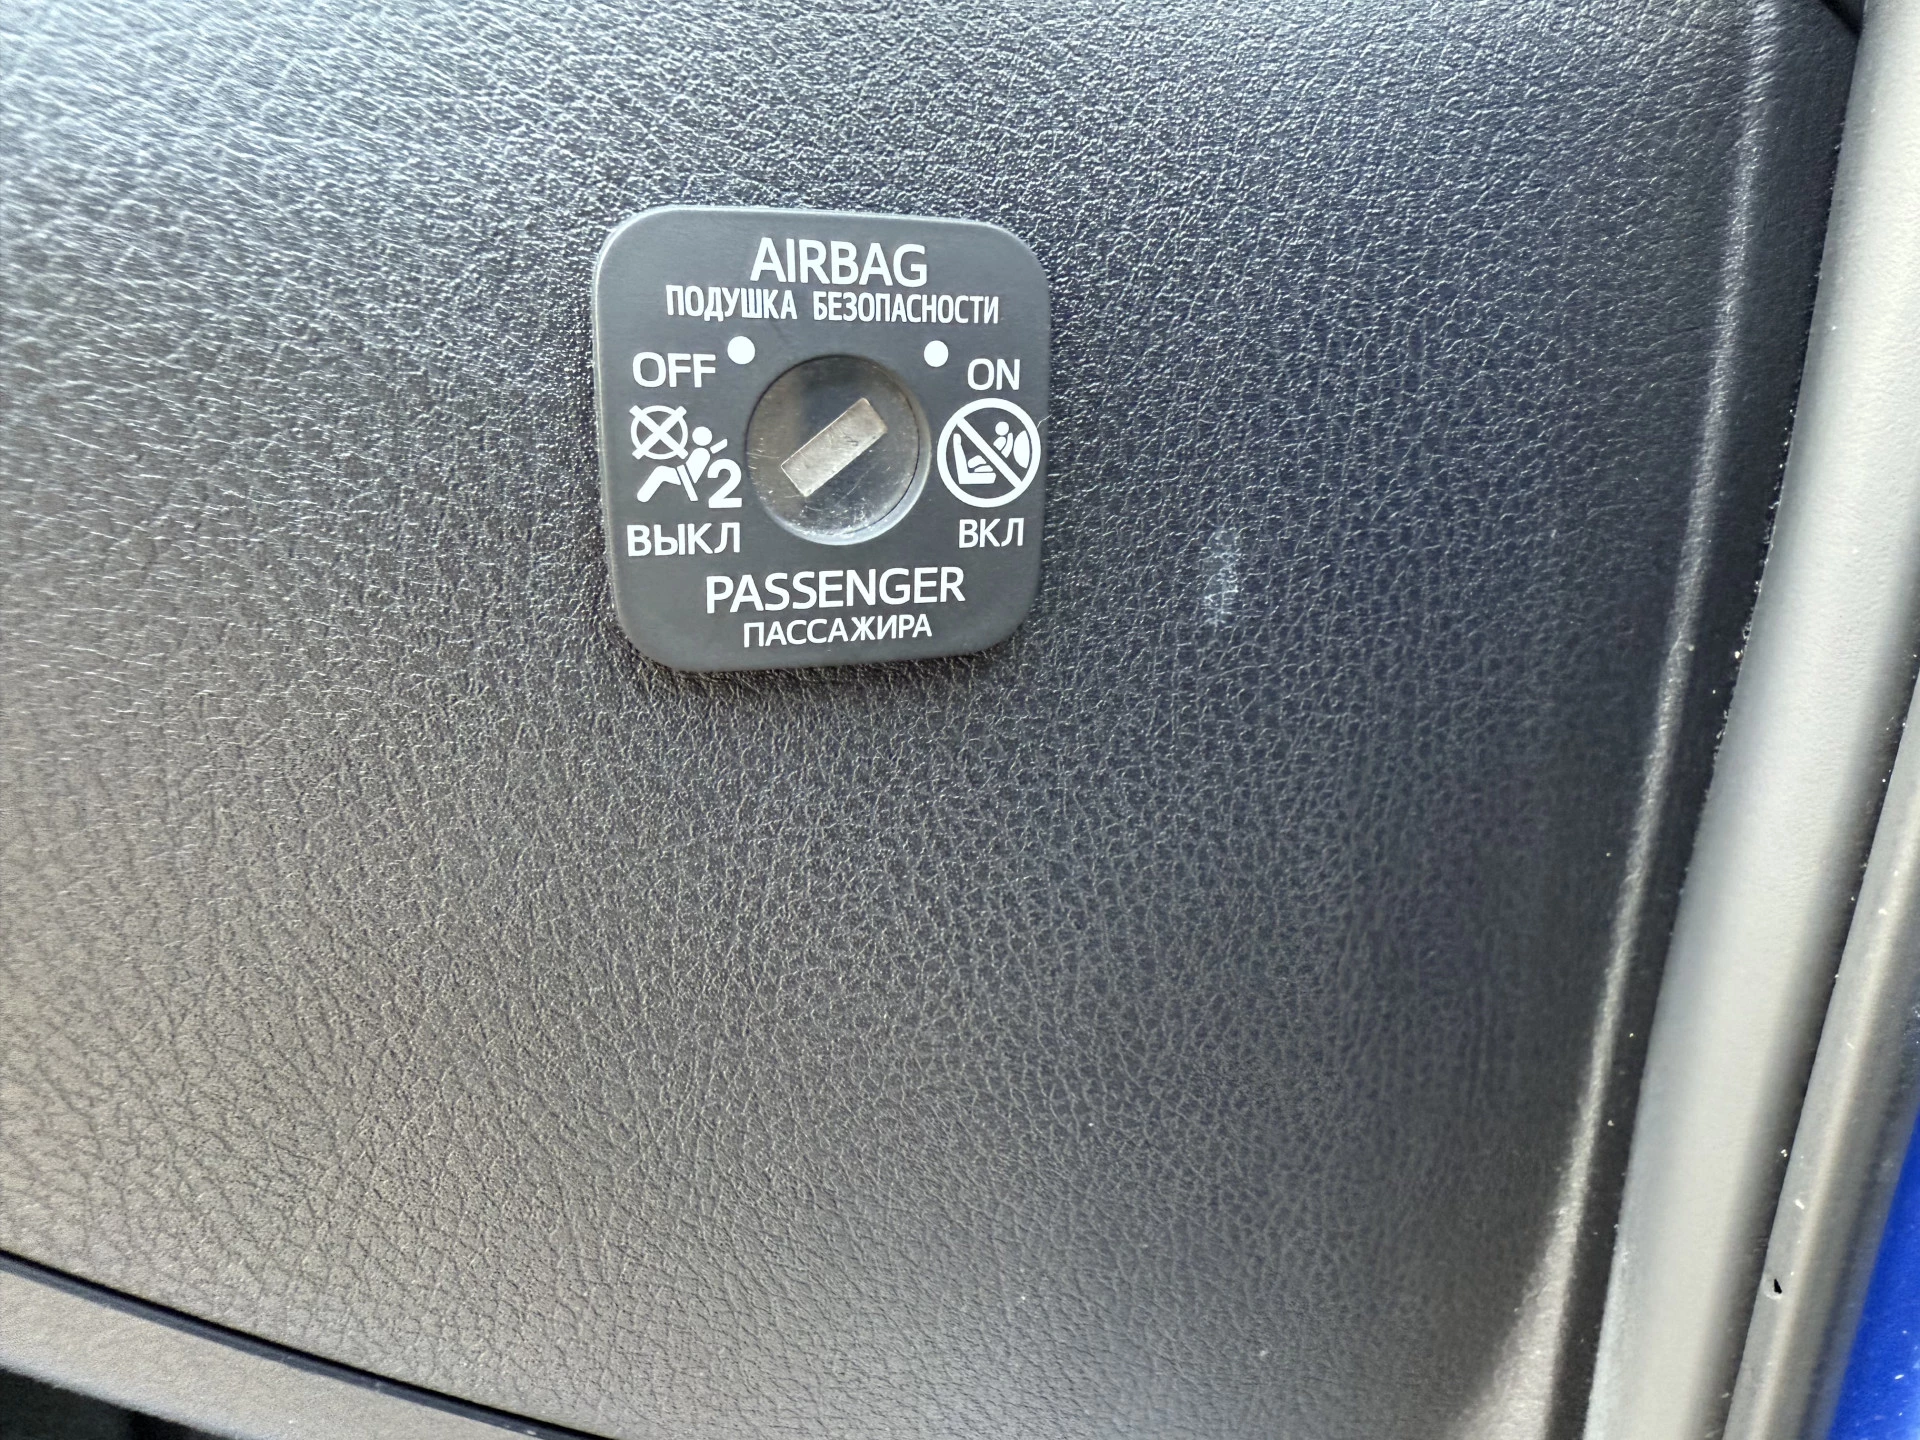 AIRBAG
ПОДУШКА БЕЗОПАСНОСТИ
OFF
ON
2
ВЫКЛ
ВКЛ
PASSENGER
ПАССАЖИРА